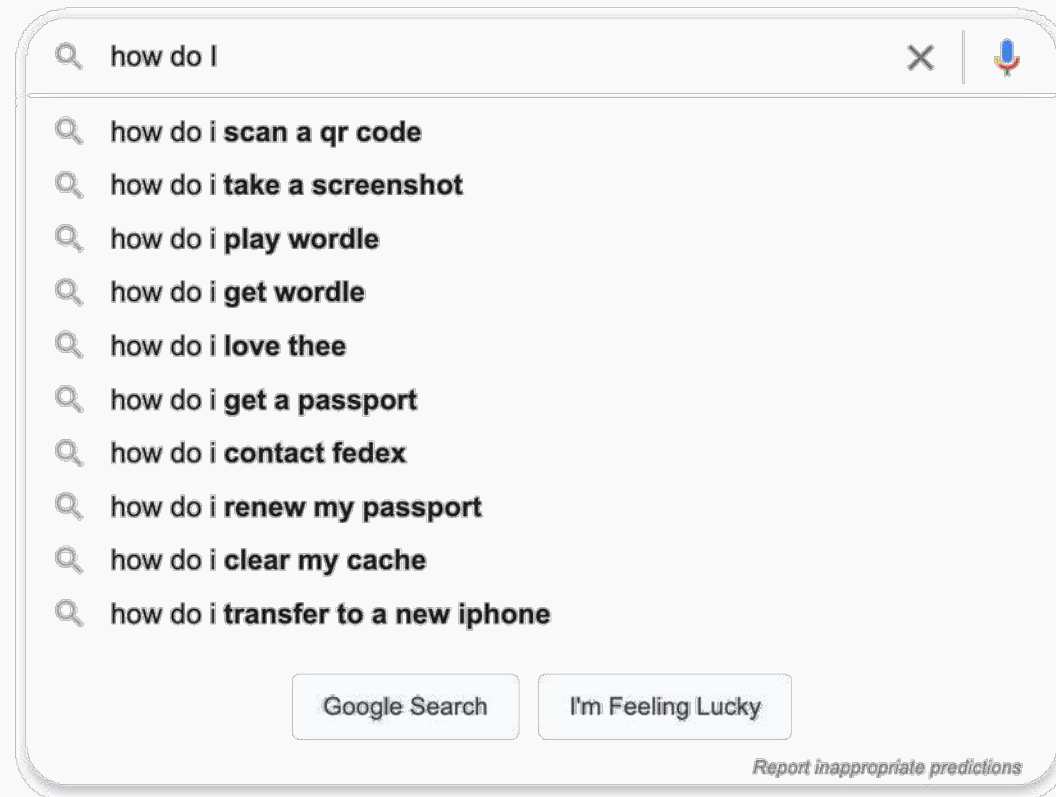 how do I
how do i scan a qr code
how do i take a screenshot
how do i play wordle
how do i get wordle
how do i love thee
how do i get a passport
how do i contact fedex
how do i renew my passport
how do i clear my cache
how do i transfer to a new iphone
Google Search I'm Feeling Lucky
Report inappropriate predictions